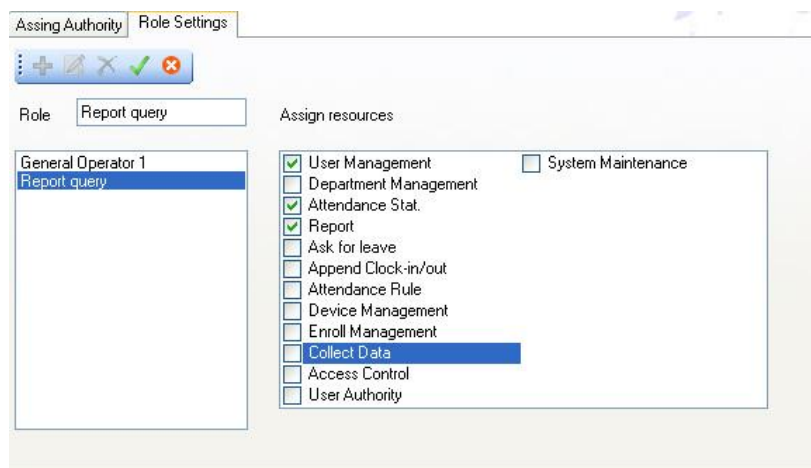 Assing Authority Role Settings
Role Report query Assign resources
General Operator 1
Report query
User Management System Maintenance
Department Management
Attendance Stat.
Report
Ask for leave
Append Clock-in/out
Attendance Rule
Device Management
Enroll Management
Collect Data
Access Control
User Authority